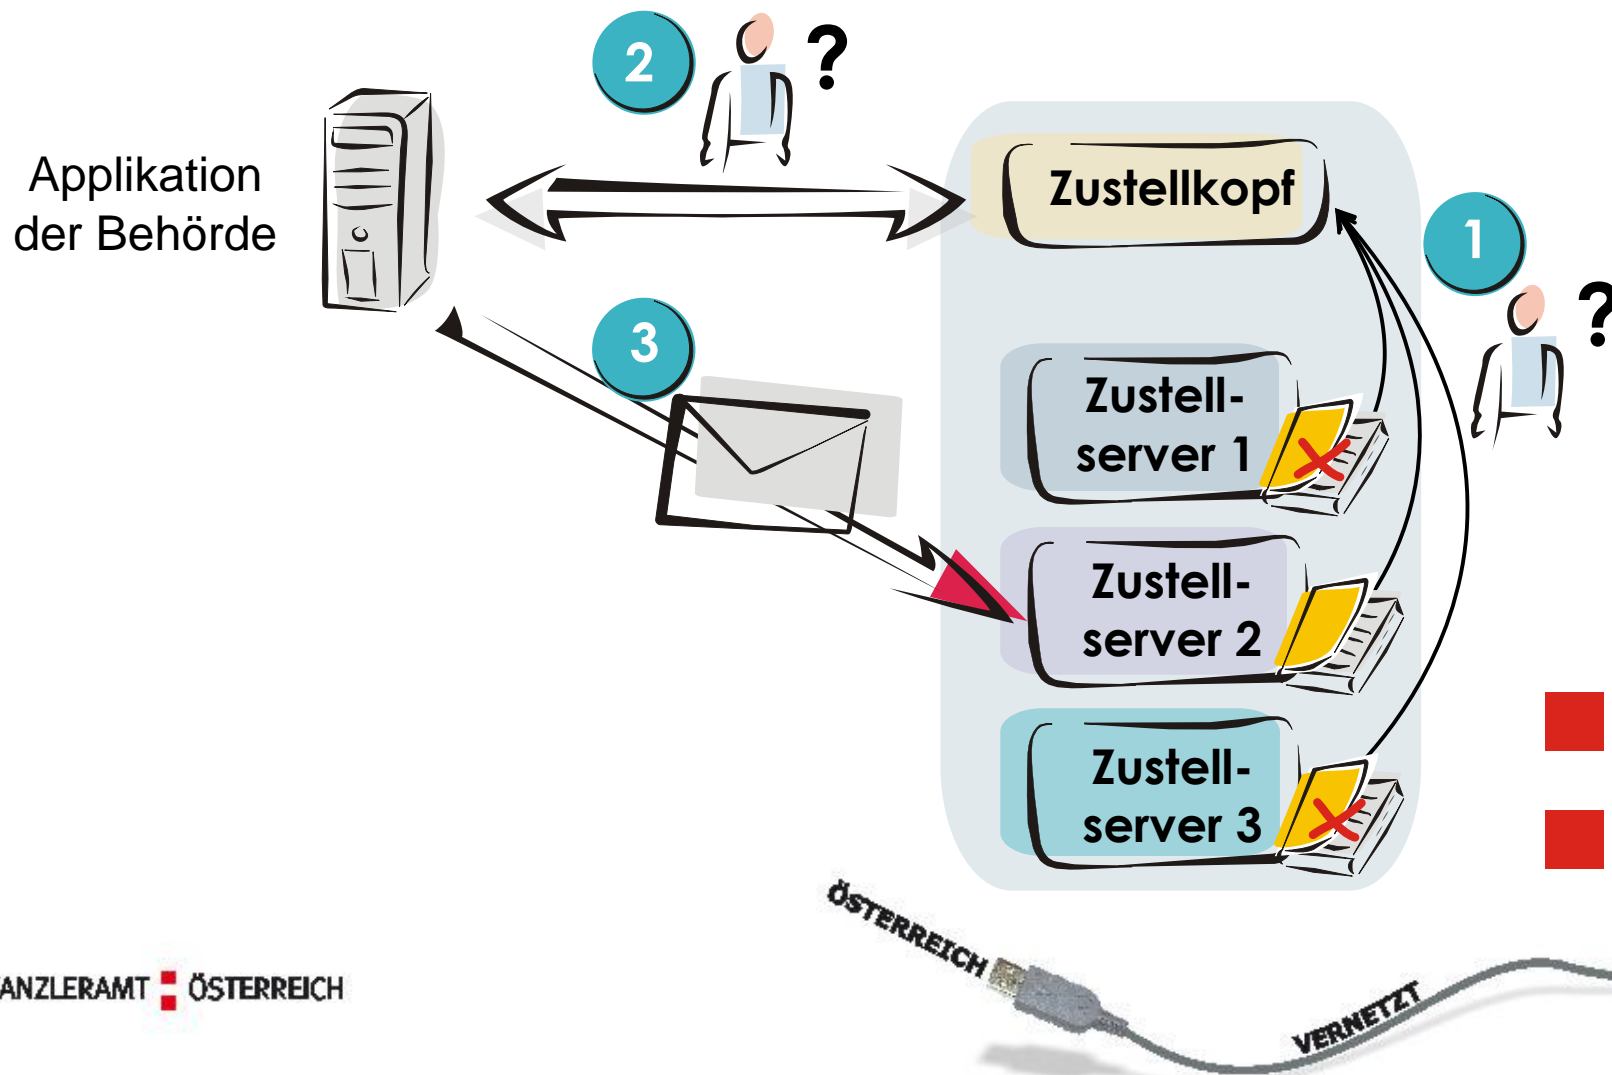 2
?
Applikation
der Behörde
Zustellkopf
1
?
3
Zustell-
server 1
Zustell-
server 2
Zustell-
server 3
ÖSTERREICH
VERNETZT
ANZLERAMT ÖSTERREICH